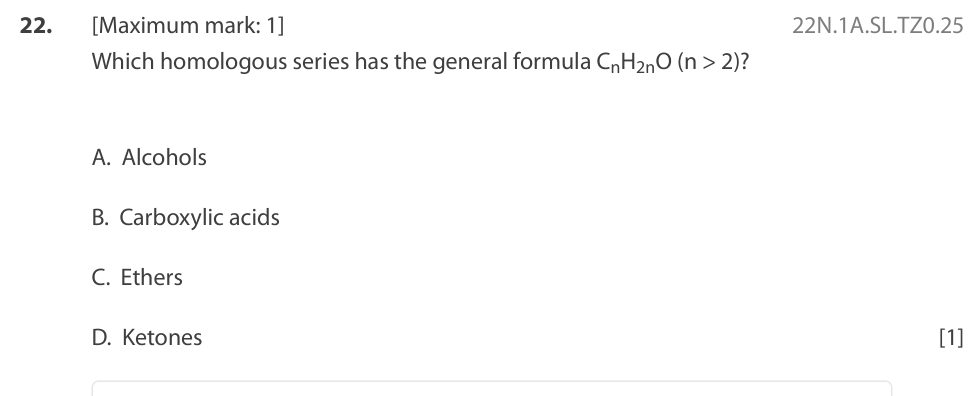 22. [Maximum mark: 1] 22N.1A.SL.TZ0.25
Which homologous series has the general formula CₙH₂ₙO (n > 2)?
A. Alcohols
B. Carboxylic acids
C. Ethers
D. Ketones [1]